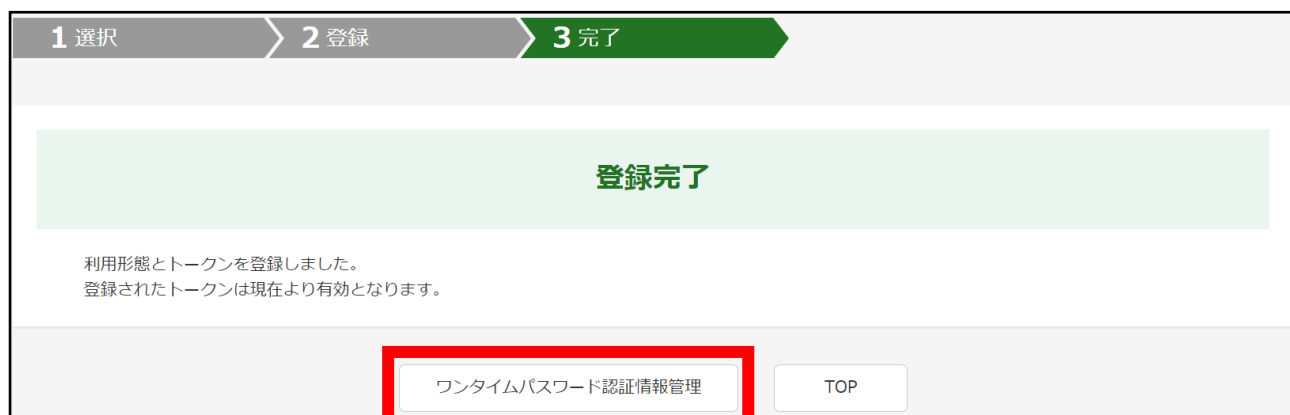 1 選択 2 登録 3 完了
登録完了
利用形態とトークンを登録しました。
登録されたトークンは現在より有効となります。
ワンタイムパスワード認証情報管理 TOP